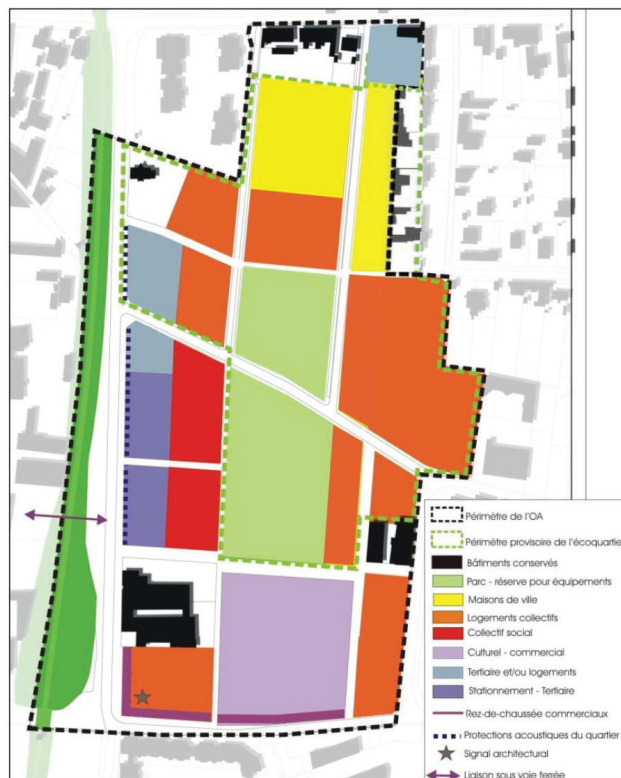 Périmètre de l'OA
Périmètre provisoire de l'écoquartie
Bâtiments conservés
Parc - réserve pour équipements
Maisons de ville
Logements collectifs
Collectif social
Culturel - commercial
Tertiaire et/ou logements
Stationnement - Tertiaire
Rez-de-chaussée commerciaux
Protections acoustiques du quartier
Signal architectural
Liaison sous voie ferrée